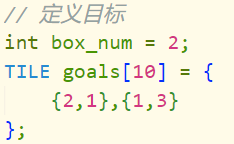 // 定义目标
int box_num = 2;
TILE goals[10] = {
    {2,1},{1,3}
};